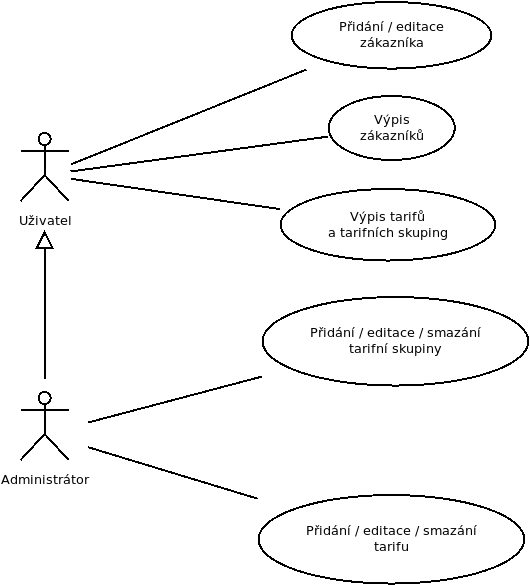 Přidání / editace
zákazníka
Výpis
zákazníků
Uživatel
Výpis tarifů
a tarifních skuping
Přidání / editace / smazání
tarifní skupiny
Administrátor
Přidání / editace / smazání
tarifu